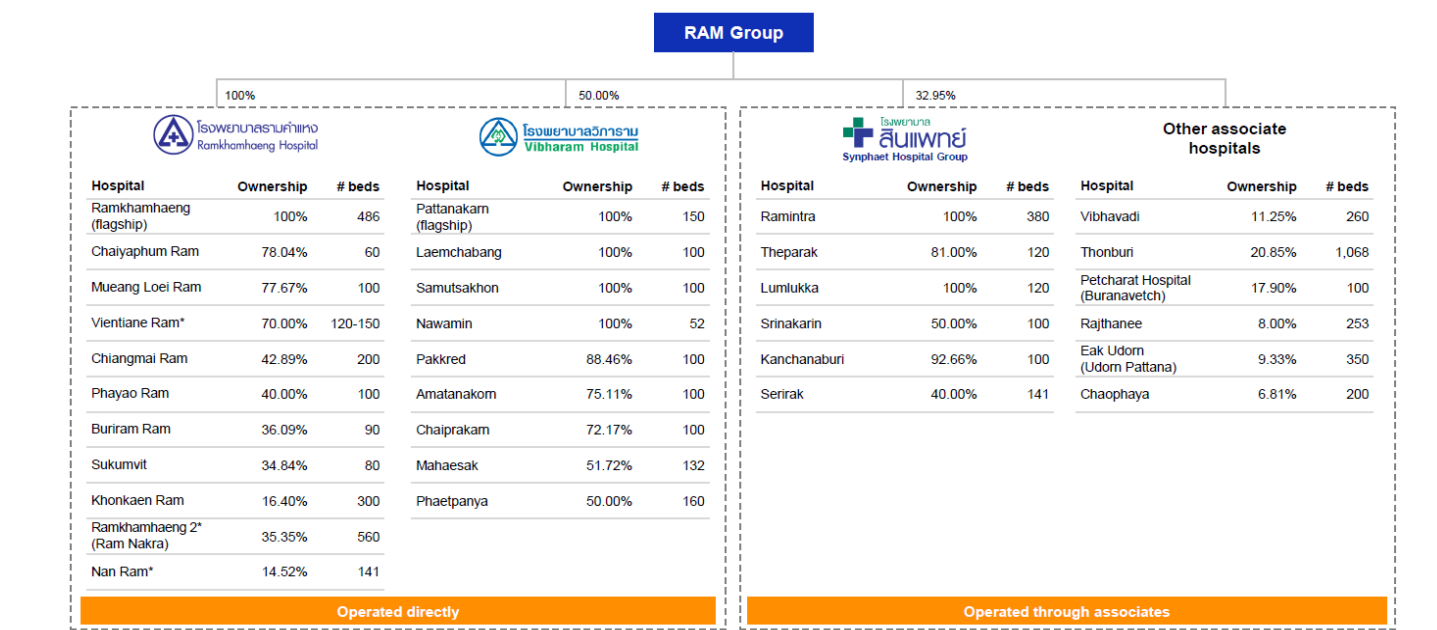 RAM Group
100%
50.00%
32.95%
โรงพยาบาลรามคำแหง
Ramkhamhaeng Hospital
Hospital Ownership # beds
Ramkhamhaeng
(flagship) 100% 486
Chaiyaphum Ram 78.04% 60
Mueang Loei Ram 77.67% 100
Vientiane Ram* 70.00% 120-150
Chiangmai Ram 42.89% 200
Phayao Ram 40.00% 100
Buriram Ram 36.09% 90
Sukumvit 34.84% 80
Khonkaen Ram 16.40% 300
Ramkhamhaeng 2*
(Ram Nakra) 35.35% 560
Nan Ram* 14.52% 141
โรงพยาบาลวิภาราม
Vibharam Hospital
Hospital Ownership # beds
Pattanakarn
(flagship) 100% 150
Laemchabang 100% 100
Samutsakhon 100% 100
Nawamin 100% 52
Pakkred 88.46% 100
Amatanakorn 75.11% 100
Chaiprakarn 72.17% 100
Mahaesak 51.72% 132
Phaetpanya 50.00% 160
Operated directly
โรงพยาบาล
สินแพทย์
Synphaet Hospital Group
Hospital Ownership # beds
Ramintra 100% 380
Theparak 81.00% 120
Lumlukka 100% 120
Srinakarin 50.00% 100
Kanchanaburi 92.66% 100
Serirak 40.00% 141
Other associate
hospitals
Hospital Ownership # beds
Vibhavadi 11.25% 260
Thonburi 20.85% 1,068
Petcharat Hospital
(Buranavetch) 17.90% 100
Rajthanee 8.00% 253
Eak Udorn
(Udorn Pattana) 9.33% 350
Chaophaya 6.81% 200
Operated through associates